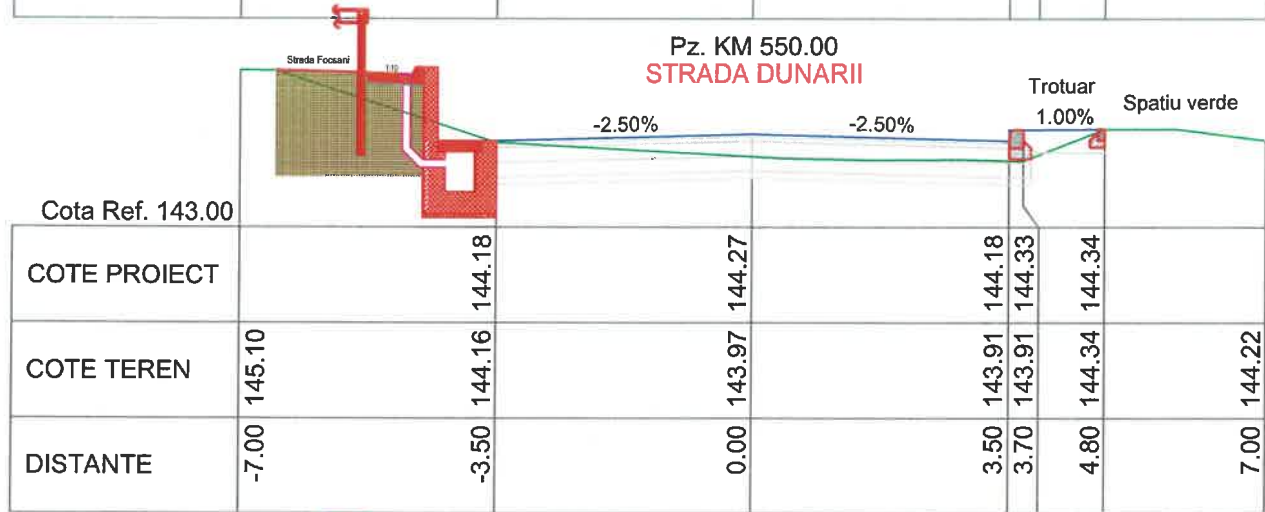 Pz. KM 550.00
STRADA DUNARII
Strada Focsani
1:10
-2.50%
-2.50%
Trotuar
1.00%
Spatiu verde
Cota Ref. 143.00
COTE PROIECT 144.18 144.27 144.18 144.33 144.34
COTE TEREN 145.10 144.16 143.97 143.91 143.91 144.34 144.22
DISTANTE -7.00 -3.50 0.00 3.50 3.70 4.80 7.00